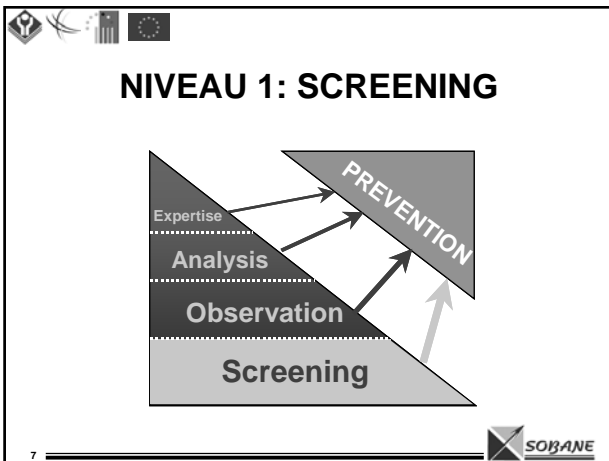 NIVEAU 1: SCREENING
PREVENTION
Expertise
Analysis
Observation
Screening
7
SOBANE